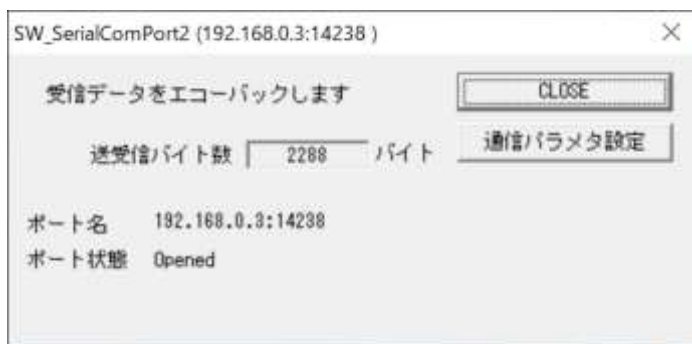 SW_SerialComPort2 (192.168.0.3:14238 )
受信データをエコーバックします
CLOSE
送受信バイト数 2288 バイト
通信パラメタ設定
ポート名 192.168.0.3:14238
ポート状態 Opened